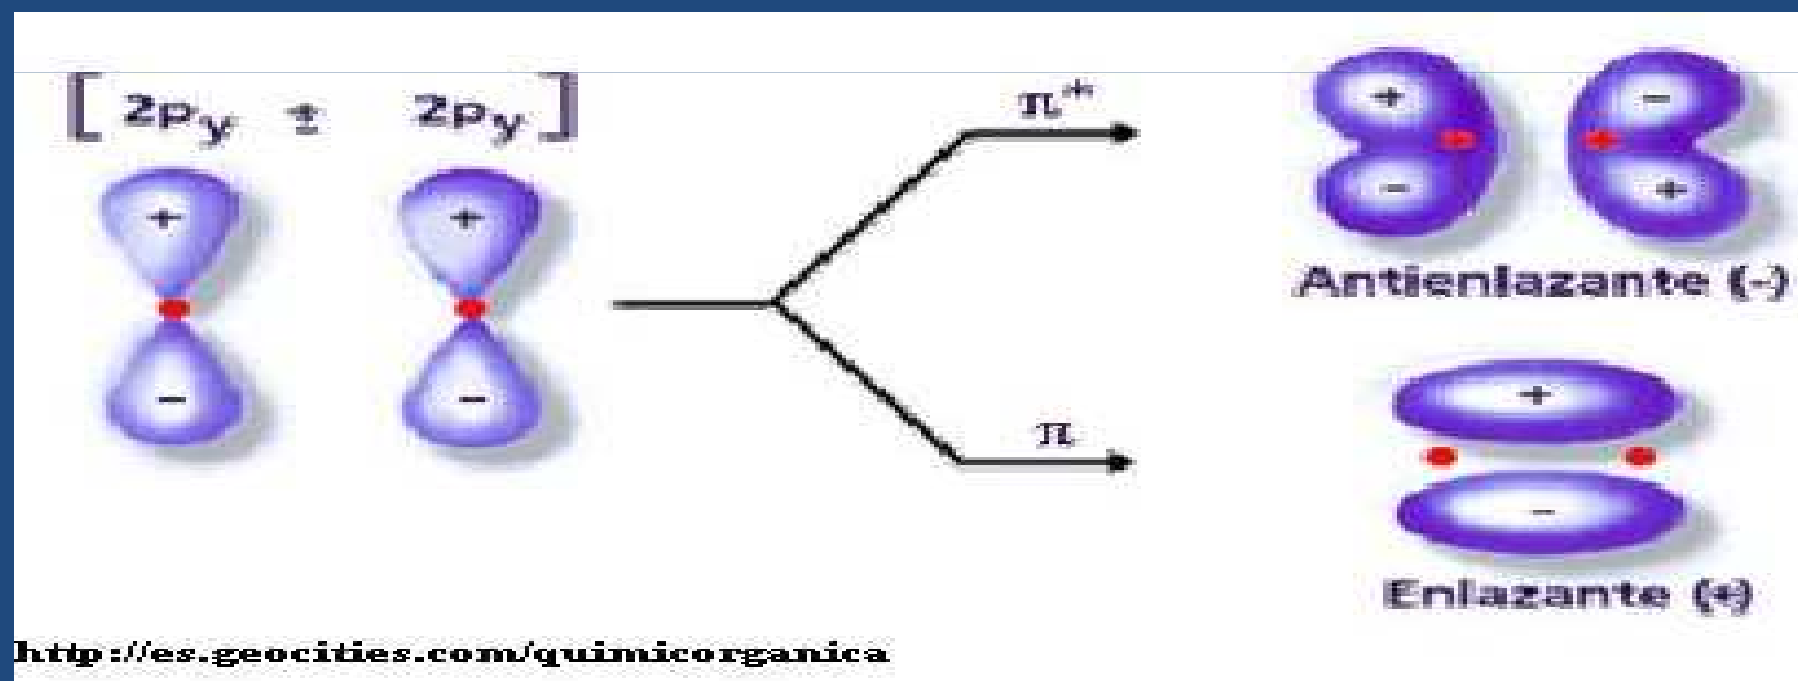 [ 2py ± 2py ]
π*
+ -
- +
Antienlazante (-)
+ +
- -
π
+
-
Enlazante (+)
http://es.geocities.com/quimicorganica